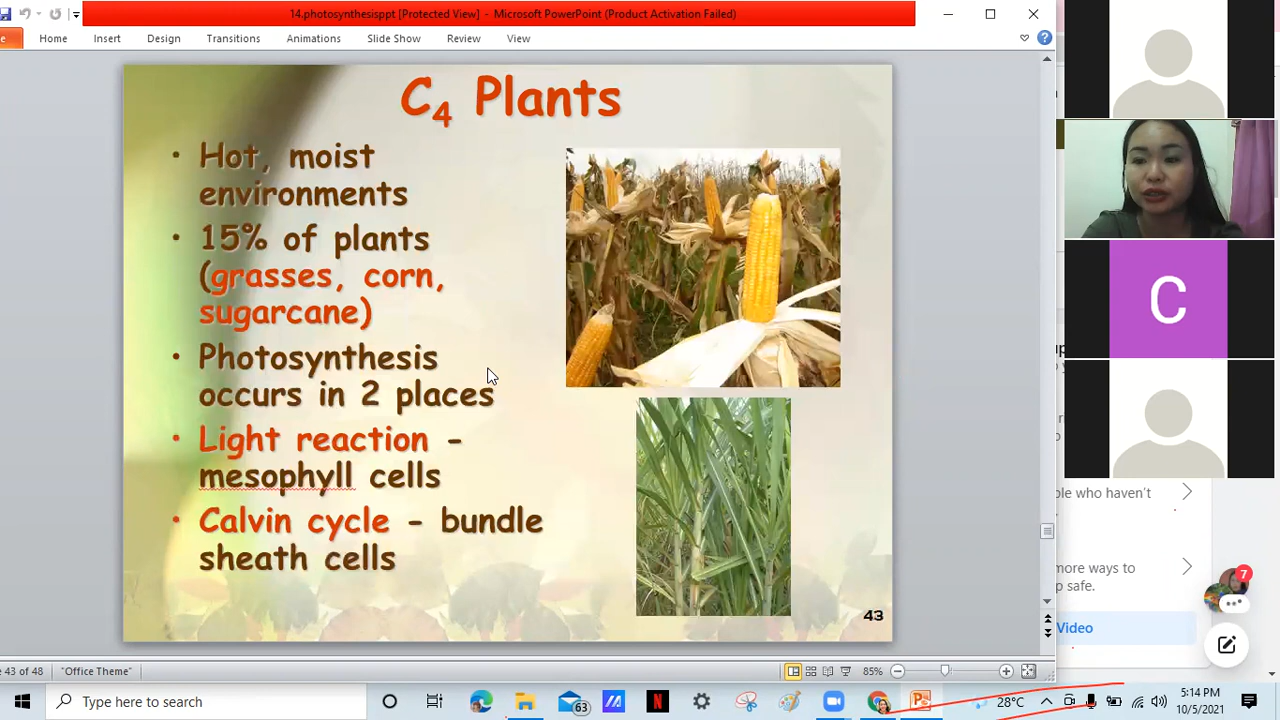 14.photosynthesisppt [Protected View] - Microsoft PowerPoint (Product Activation Failed)
Home Insert Design Transitions Animations Slide Show Review View
C4 Plants
• Hot, moist
environments
• 15% of plants
(grasses, corn,
sugarcane)
• Photosynthesis
occurs in 2 places
• Light reaction -
mesophyll cells
• Calvin cycle - bundle
sheath cells
43
C
ple who haven't
more ways to
p safe.
7
Video
e 43 of 48
"Office Theme"
85%
Type here to search
63
N
28°C
5:14 PM
10/5/2021